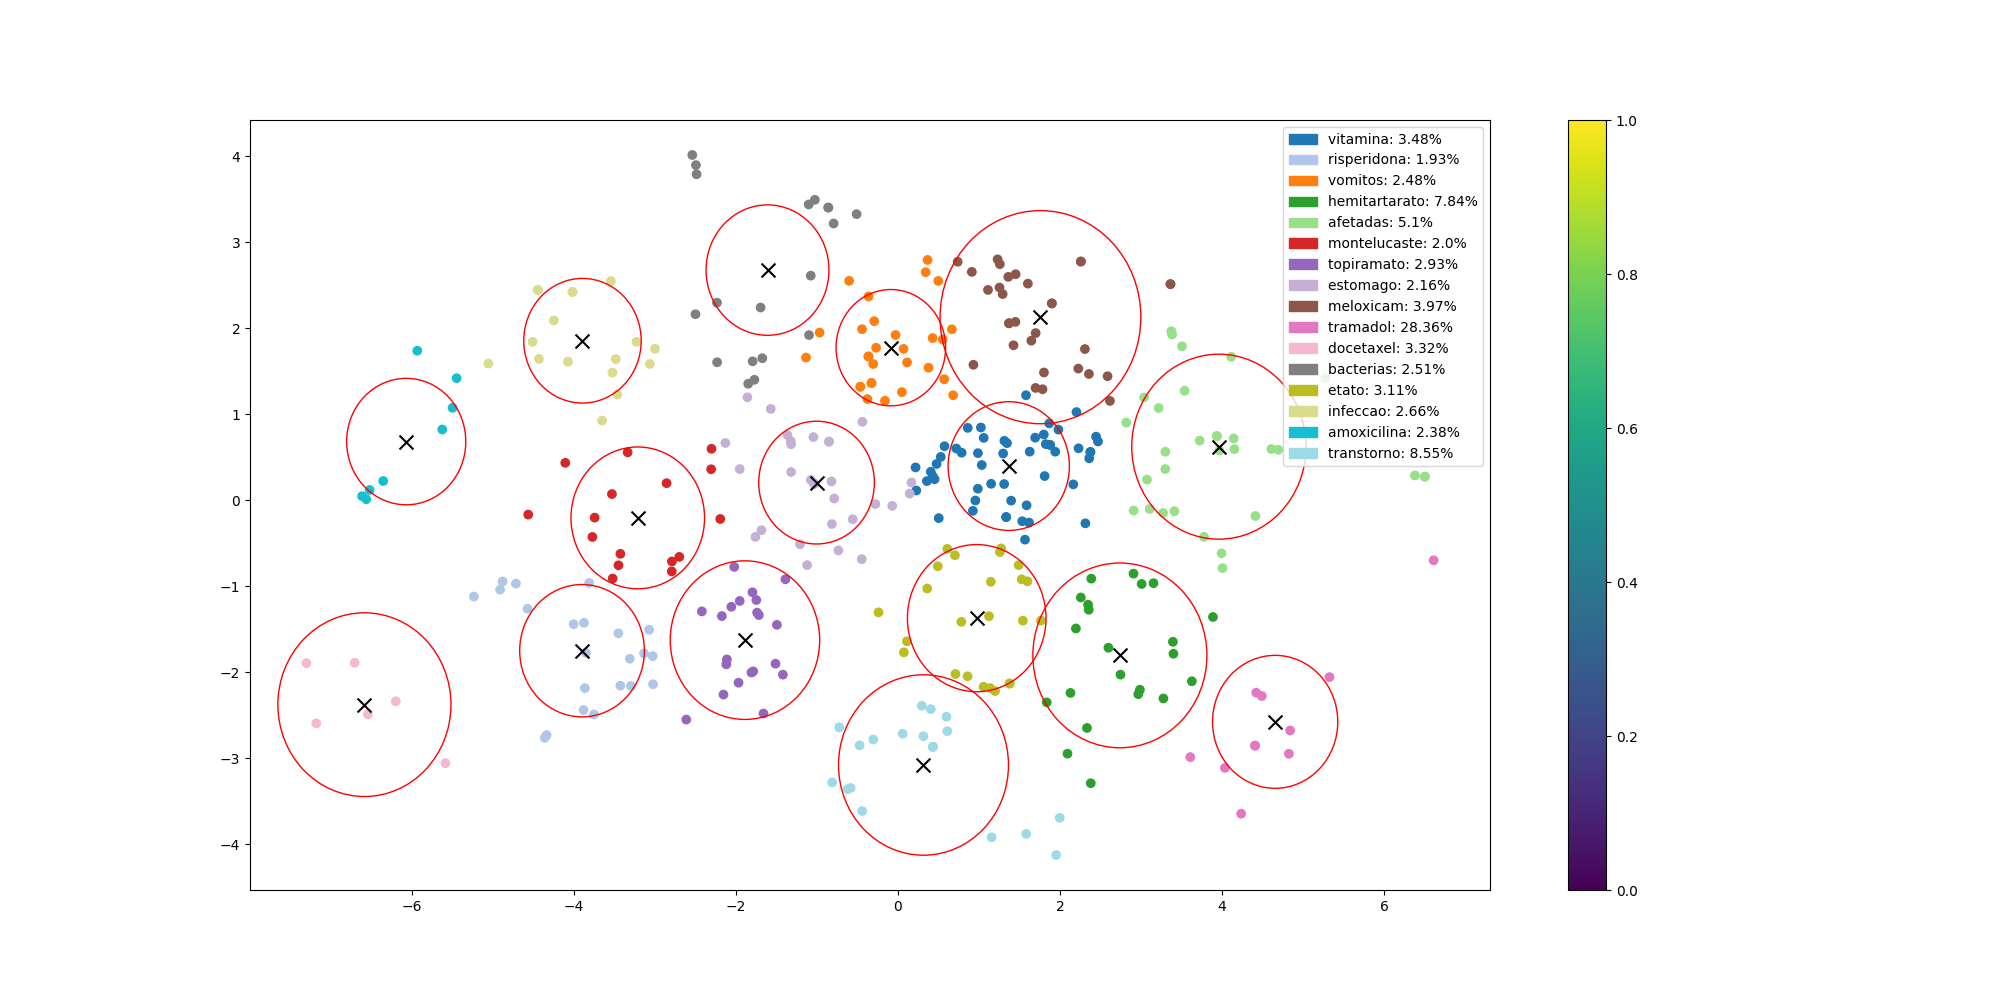 vitamina: 3.48%
risperidona: 1.93%
vomitos: 2.48%
hemitartarato: 7.84%
afetadas: 5.1%
montelucaste: 2.0%
topiramato: 2.93%
estomago: 2.16%
meloxicam: 3.97%
tramadol: 28.36%
docetaxel: 3.32%
bacterias: 2.51%
etato: 3.11%
infeccao: 2.66%
amoxicilina: 2.38%
transtorno: 8.55%
4
3
2
1
0
−1
−2
−3
−4
−6
−4
−2
0
2
4
6
1.0
0.8
0.6
0.4
0.2
0.0